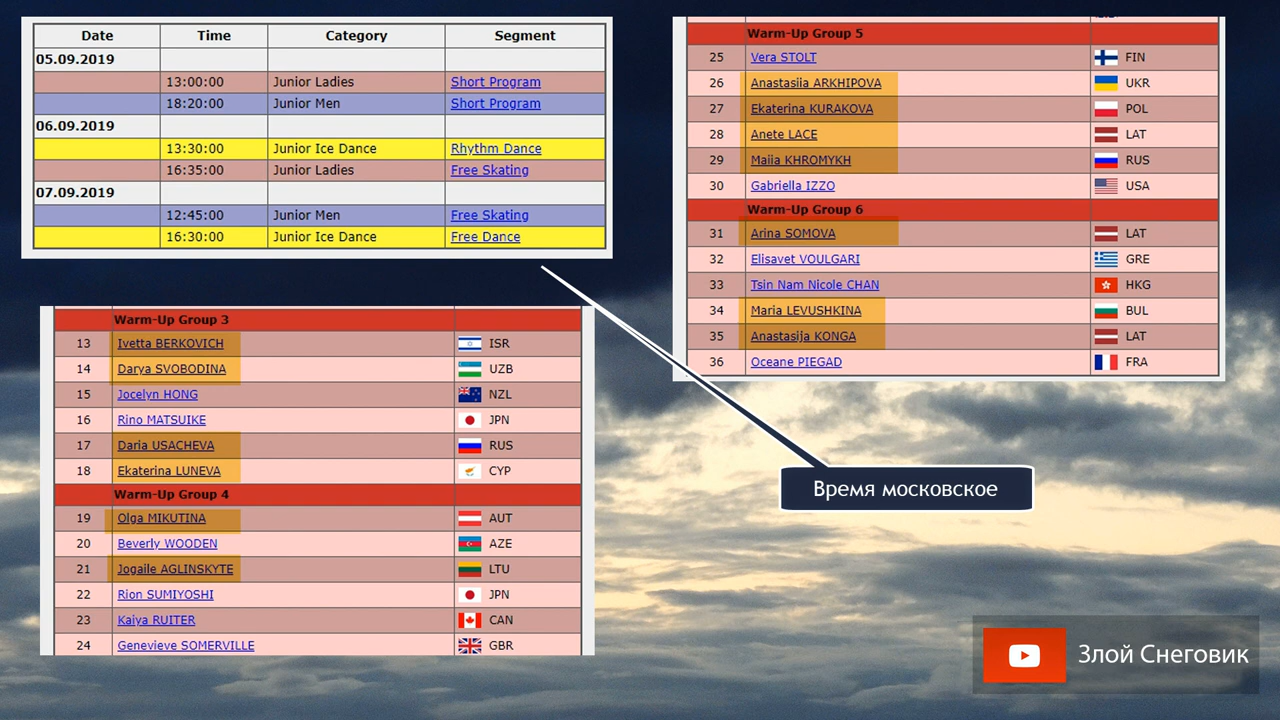 Date Time Category Segment
05.09.2019
13:00:00 Junior Ladies Short Program
18:20:00 Junior Men Short Program
06.09.2019
13:30:00 Junior Ice Dance Rhythm Dance
16:35:00 Junior Ladies Free Skating
07.09.2019
12:45:00 Junior Men Free Skating
16:30:00 Junior Ice Dance Free Dance
Warm-Up Group 3
13 Ivetta BERKOVICH ISR
14 Darya SVOBODINA UZB
15 Jocelyn HONG NZL
16 Rino MATSUIKE JPN
17 Daria USACHEVA RUS
18 Ekaterina LUNEVA CYP
Warm-Up Group 4
19 Olga MIKUTINA AUT
20 Beverly WOODEN AZE
21 Jogaile AGLINSKYTE LTU
22 Rion SUMIYOSHI JPN
23 Kaiya RUITER CAN
24 Genevieve SOMERVILLE GBR
Warm-Up Group 5
25 Vera STOLT FIN
26 Anastasiia ARKHIPOVA UKR
27 Ekaterina KURAKOVA POL
28 Anete LACE LAT
29 Maiia KHROMYKH RUS
30 Gabriella IZZO USA
Warm-Up Group 6
31 Arina SOMOVA LAT
32 Elisavet VOULGARI GRE
33 Tsin Nam Nicole CHAN HKG
34 Maria LEVUSHKINA BUL
35 Anastasija KONGA LAT
36 Oceane PIEGAD FRA
Время московское
Злой Снеговик